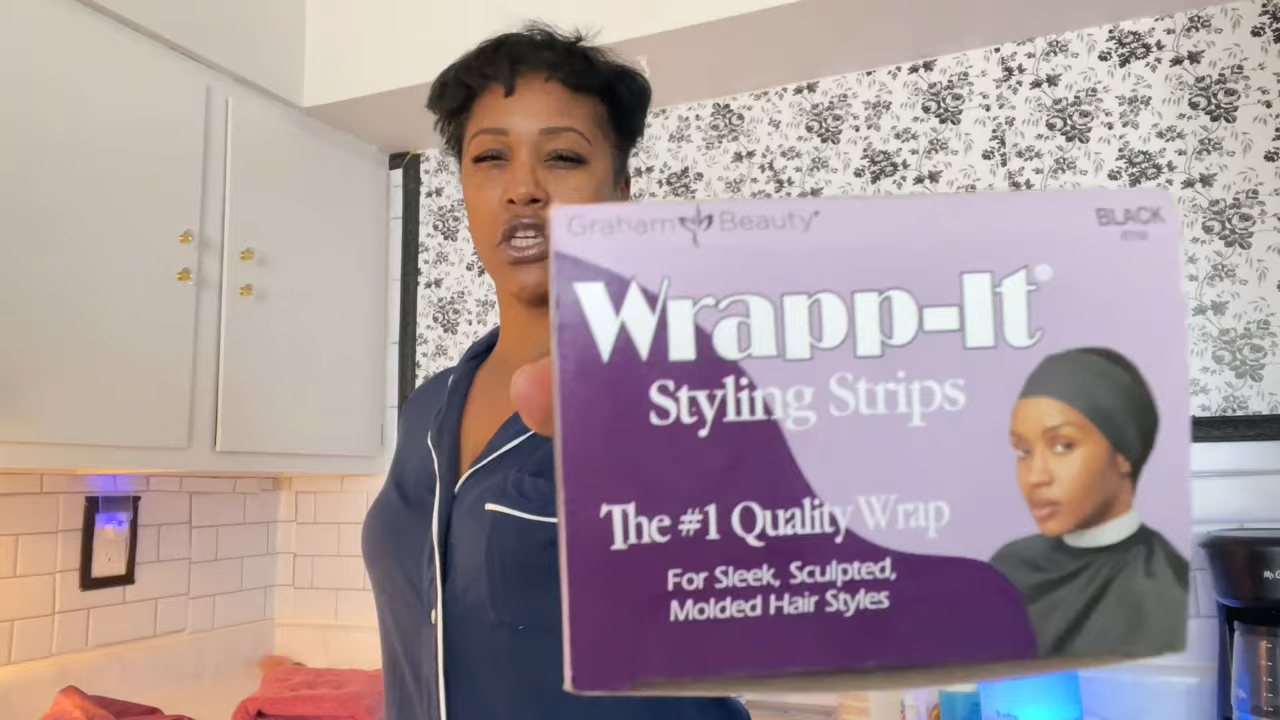 Graham Beauty
BLACK
Wrapp-It®
Styling Strips
The #1 Quality Wrap
For Sleek, Sculpted,
Molded Hair Styles